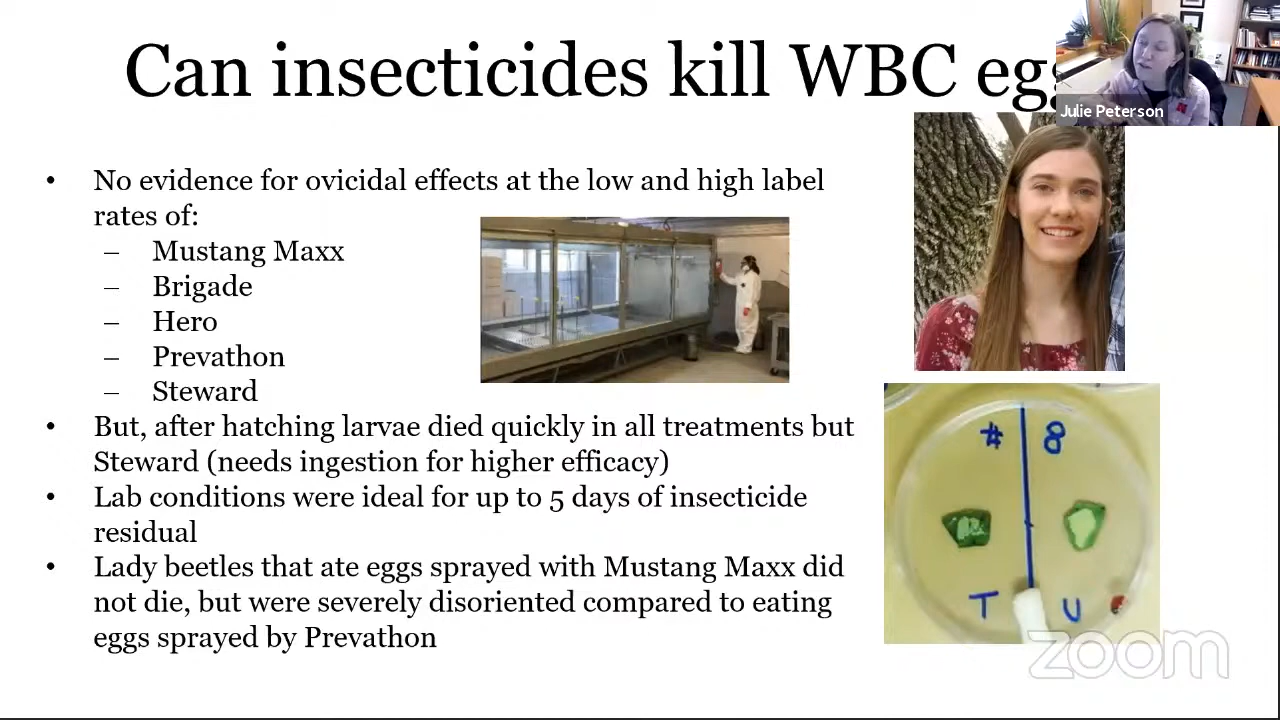 Can insecticides kill WBC
Julie Peterson
• No evidence for ovicidal effects at the low and high label
rates of:
– Mustang Maxx
– Brigade
– Hero
– Prevathon
– Steward
• But, after hatching larvae died quickly in all treatments but
Steward (needs ingestion for higher efficacy)
• Lab conditions were ideal for up to 5 days of insecticide
residual
• Lady beetles that ate eggs sprayed with Mustang Maxx did
not die, but were severely disoriented compared to eating
eggs sprayed by Prevathon
# 8
T U
zoom